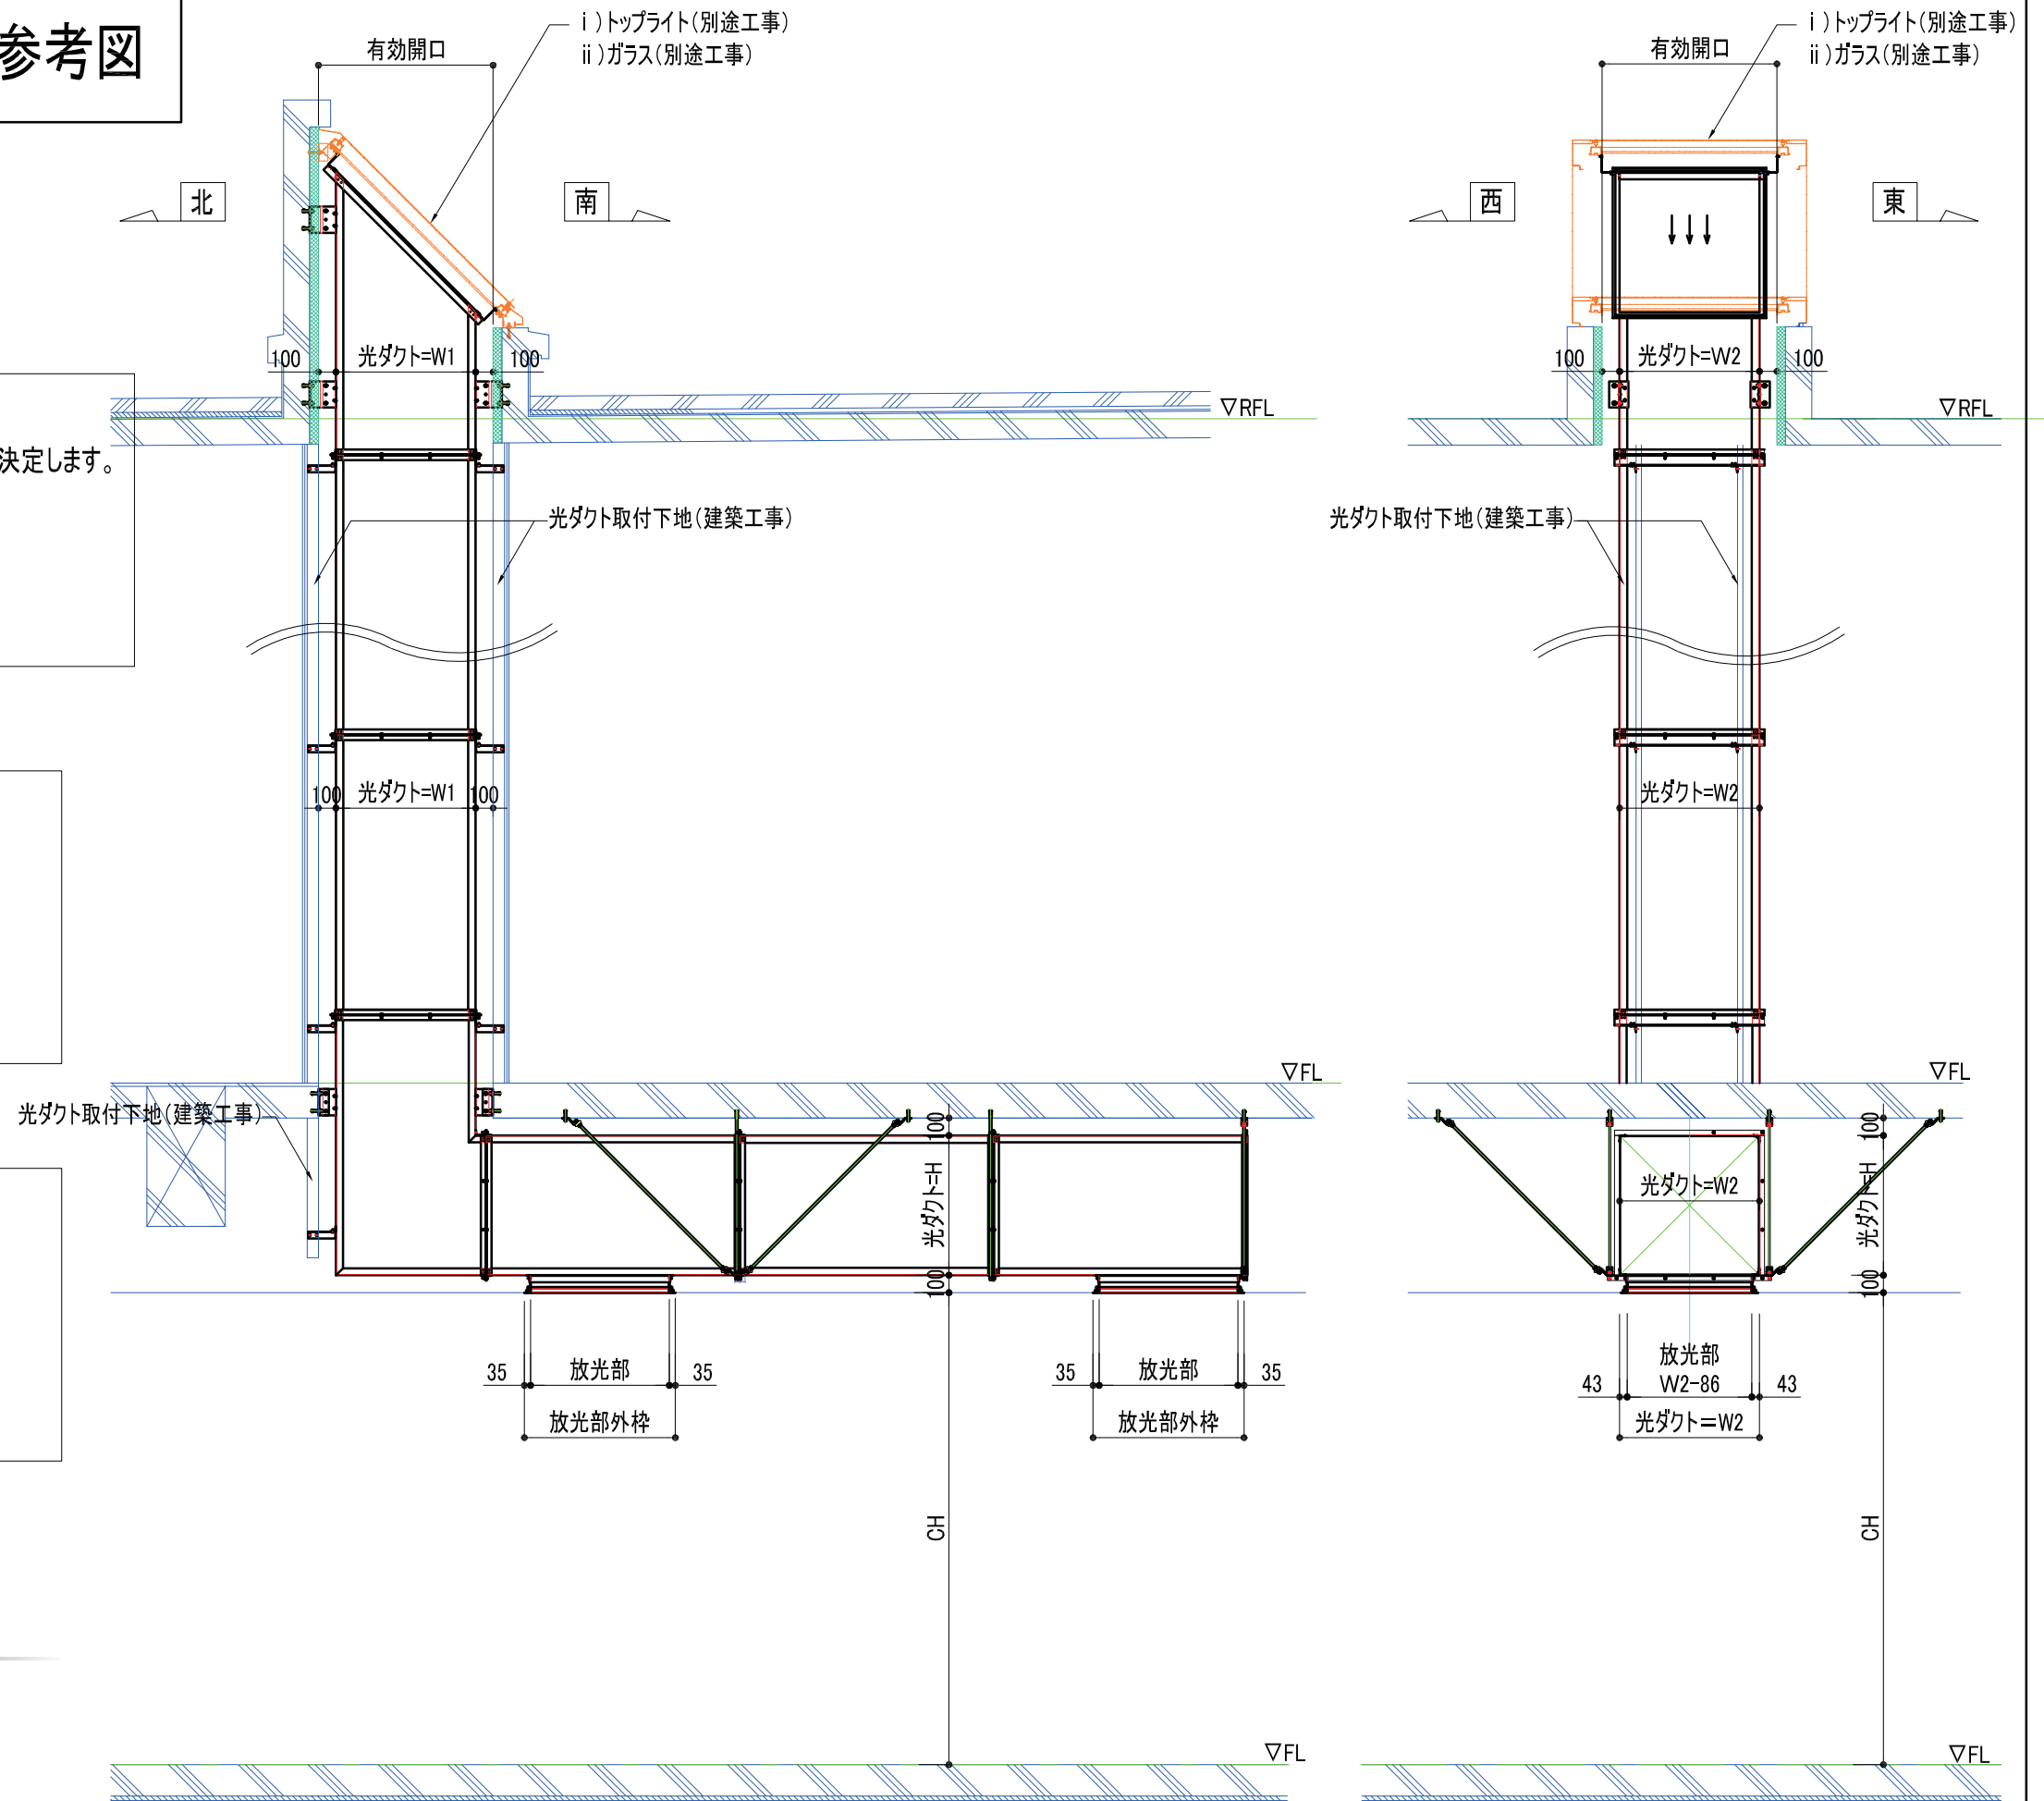 参考図
決定します。
有効開口
ⅰ)トップライト(別途工事)
ⅱ)ガラス(別途工事)
北
南
100
光ダクト=W1
100
▽RFL
光ダクト取付下地(建築工事)
100
光ダクト=W1
100
▽FL
光ダクト取付下地(建築工事)
100
光ダクト=H
100
35
放光部
35
放光部外枠
35
放光部
35
放光部外枠
CH
▽FL
有効開口
ⅰ)トップライト(別途工事)
ⅱ)ガラス(別途工事)
西
東
100
光ダクト=W2
100
▽RFL
光ダクト取付下地(建築工事)
光ダクト=W2
▽FL
100
光ダクト=W2
光ダクト=H
100
放光部
43
W2-86
43
光ダクト=W2
CH
▽FL